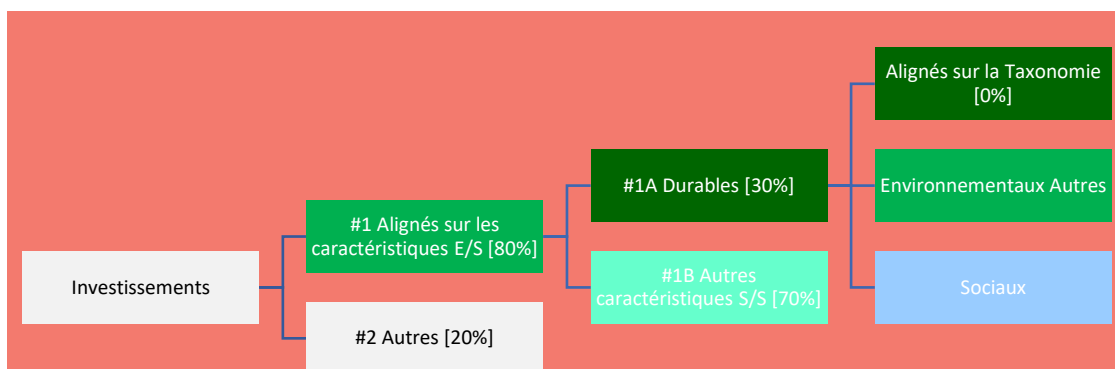 Investissements
#1 Alignés sur les
caractéristiques E/S [80%]
#2 Autres [20%]
#1A Durables [30%]
#1B Autres
caractéristiques S/S [70%]
Alignés sur la Taxonomie
[0%]
Environnementaux Autres
Sociaux